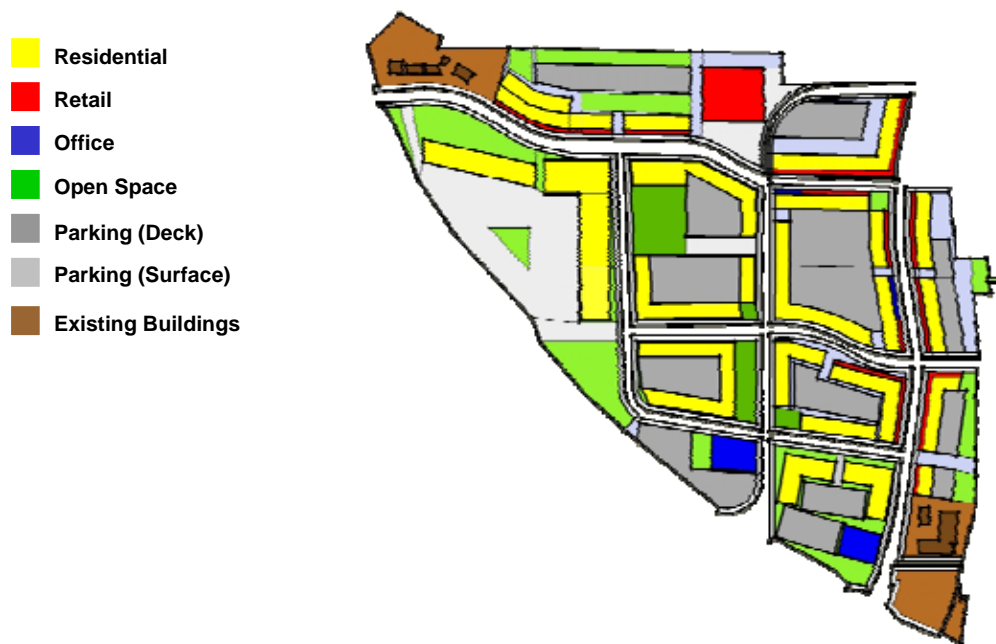 Residential
Retail
Office
Open Space
Parking (Deck)
Parking (Surface)
Existing Buildings